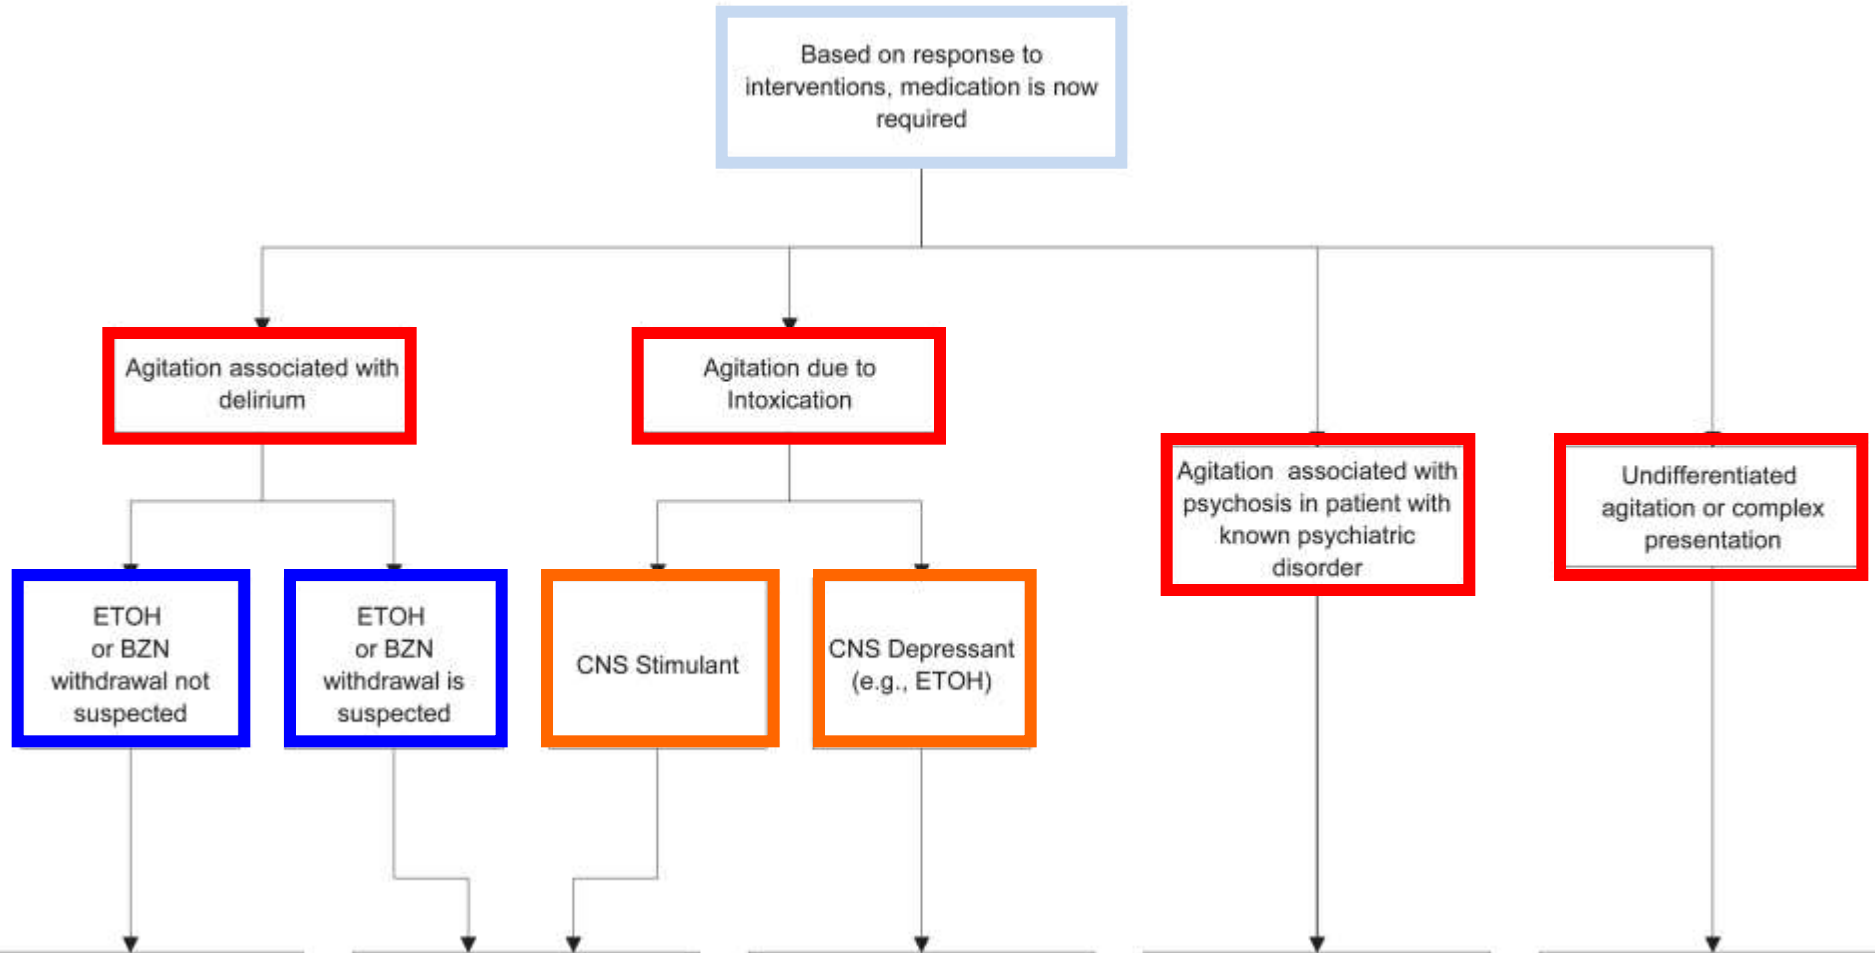 Based on response to
interventions, medication is now
required
Agitation associated with
delirium
Agitation due to
Intoxication
Agitation  associated with
psychosis in patient with
known psychiatric
disorder
Undifferentiated
agitation or complex
presentation
ETOH
or BZN
withdrawal not
suspected
ETOH
or BZN
withdrawal is
suspected
CNS Stimulant
CNS Depressant
(e.g., ETOH)